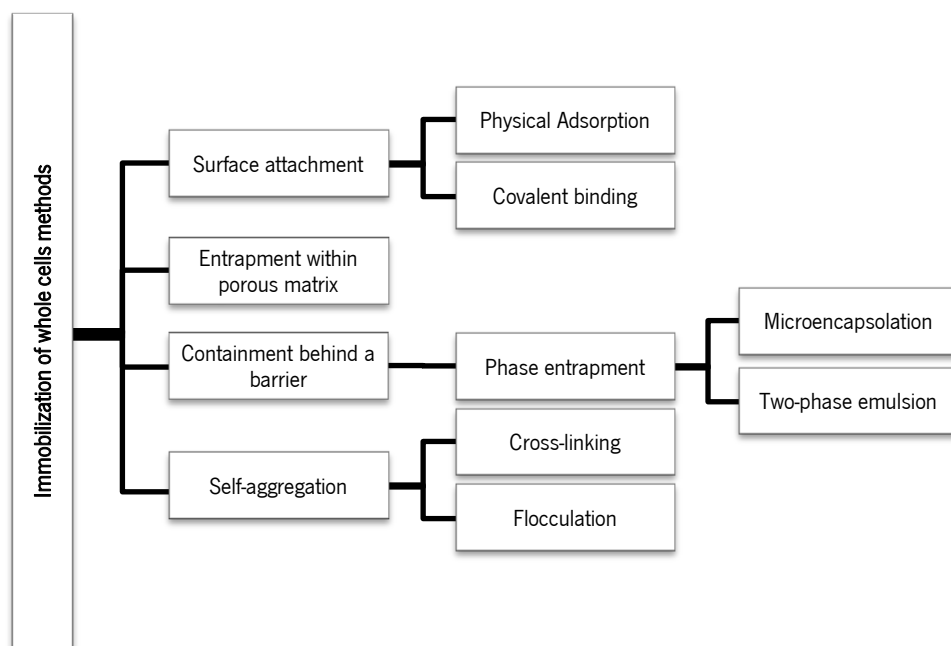 Immobilization of whole cells methods
Surface attachment
Physical Adsorption
Covalent binding
Entrapment within
porous matrix
Containment behind a
barrier
Phase entrapment
Microencapsolation
Two-phase emulsion
Self-aggregation
Cross-linking
Flocculation